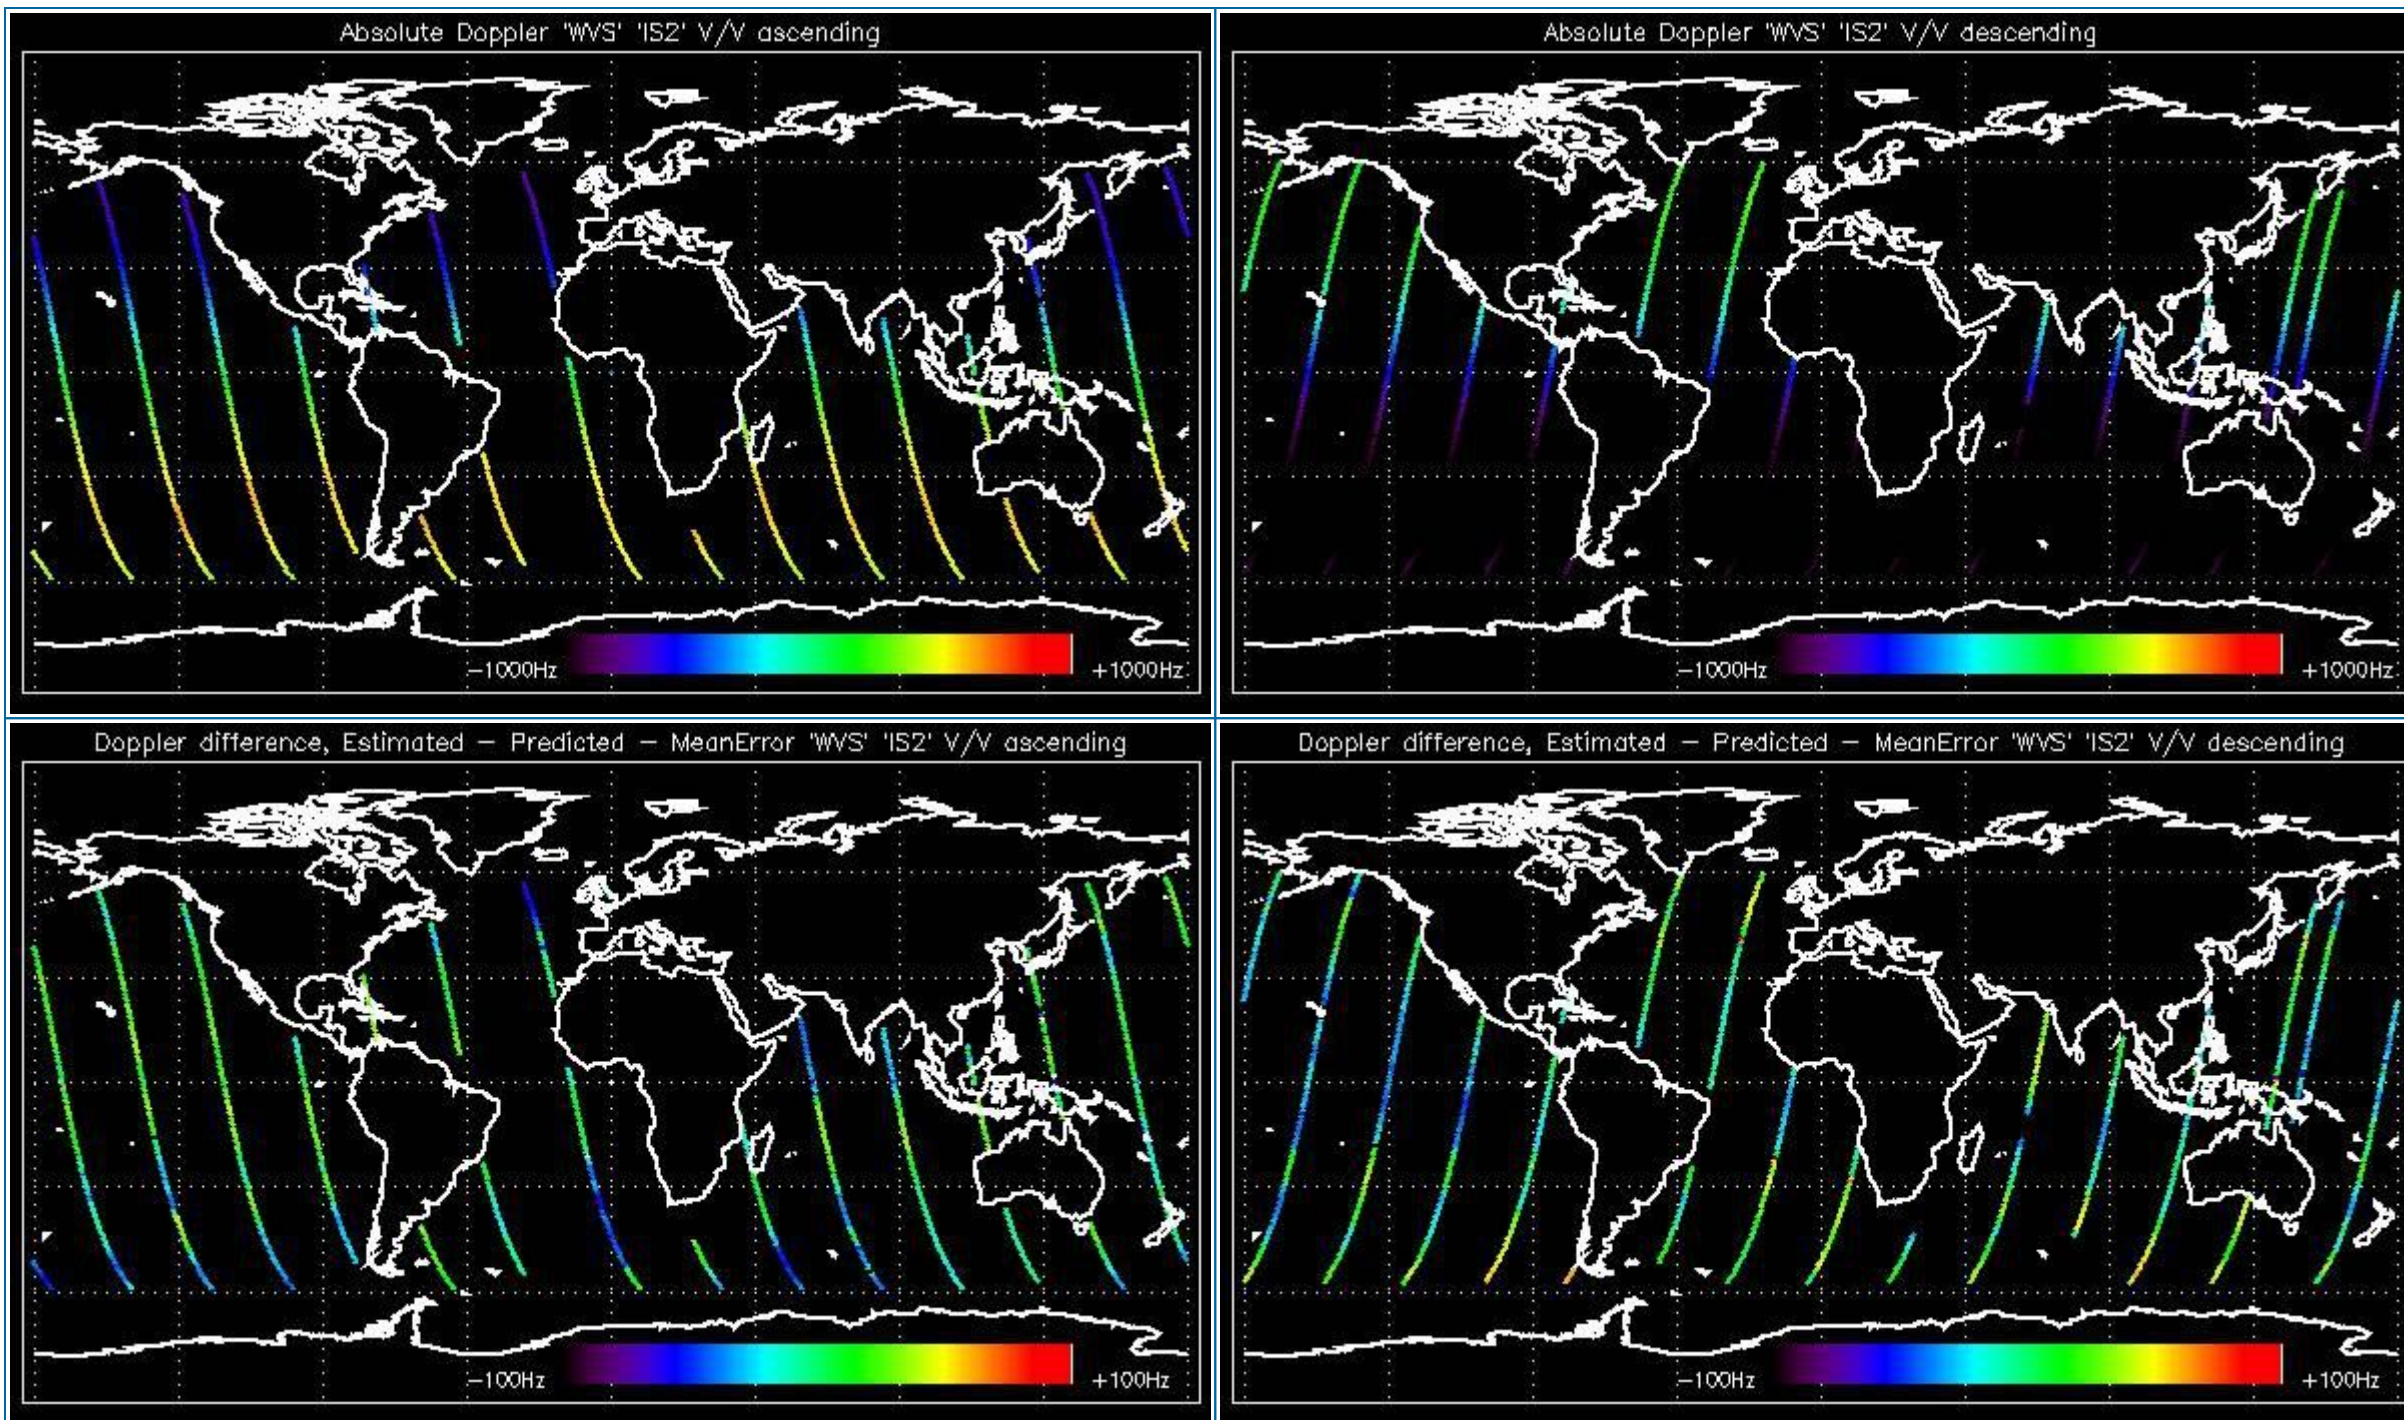 Absolute Doppler 'WVS' 'IS2' V/V ascending
-1000Hz
+1000Hz
Absolute Doppler 'WVS' 'IS2' V/V descending
-1000Hz
+1000Hz
Doppler difference, Estimated - Predicted - MeanError 'WVS' 'IS2' V/V ascending
-100Hz
+100Hz
Doppler difference, Estimated - Predicted - MeanError 'WVS' 'IS2' V/V descending
-100Hz
+100Hz